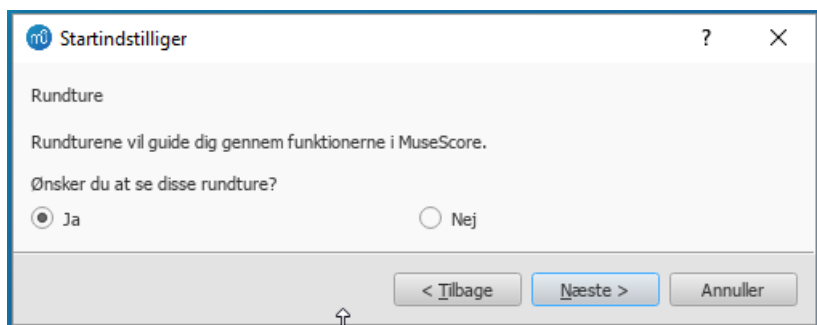 Startindstilliger ?
Rundture
Rundturene vil guide dig gennem funktionerne i MuseScore.
Ønsker du at se disse rundture?
Ja Nej
< Tilbage Næste > Annuller